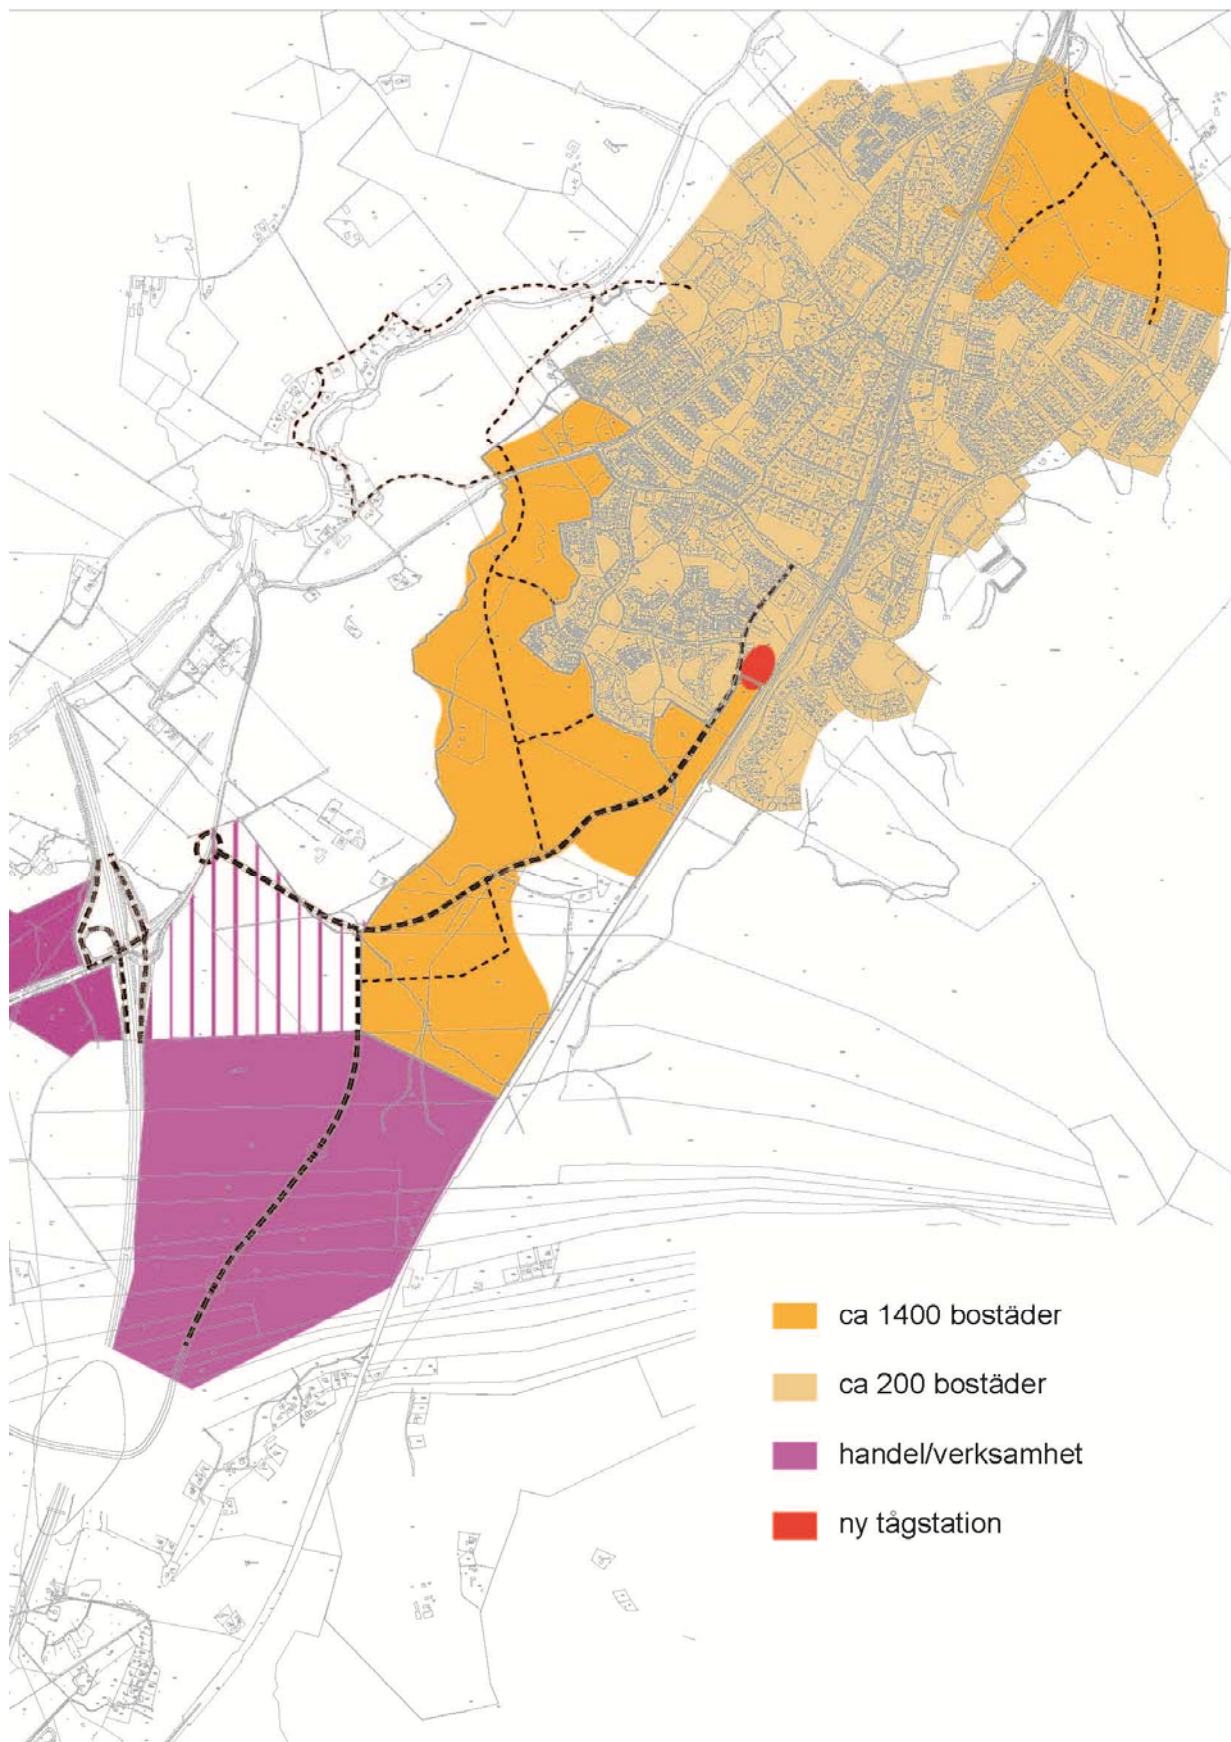 ca 1400 bostäder
ca 200 bostäder
handel/verksamhet
ny tågstation